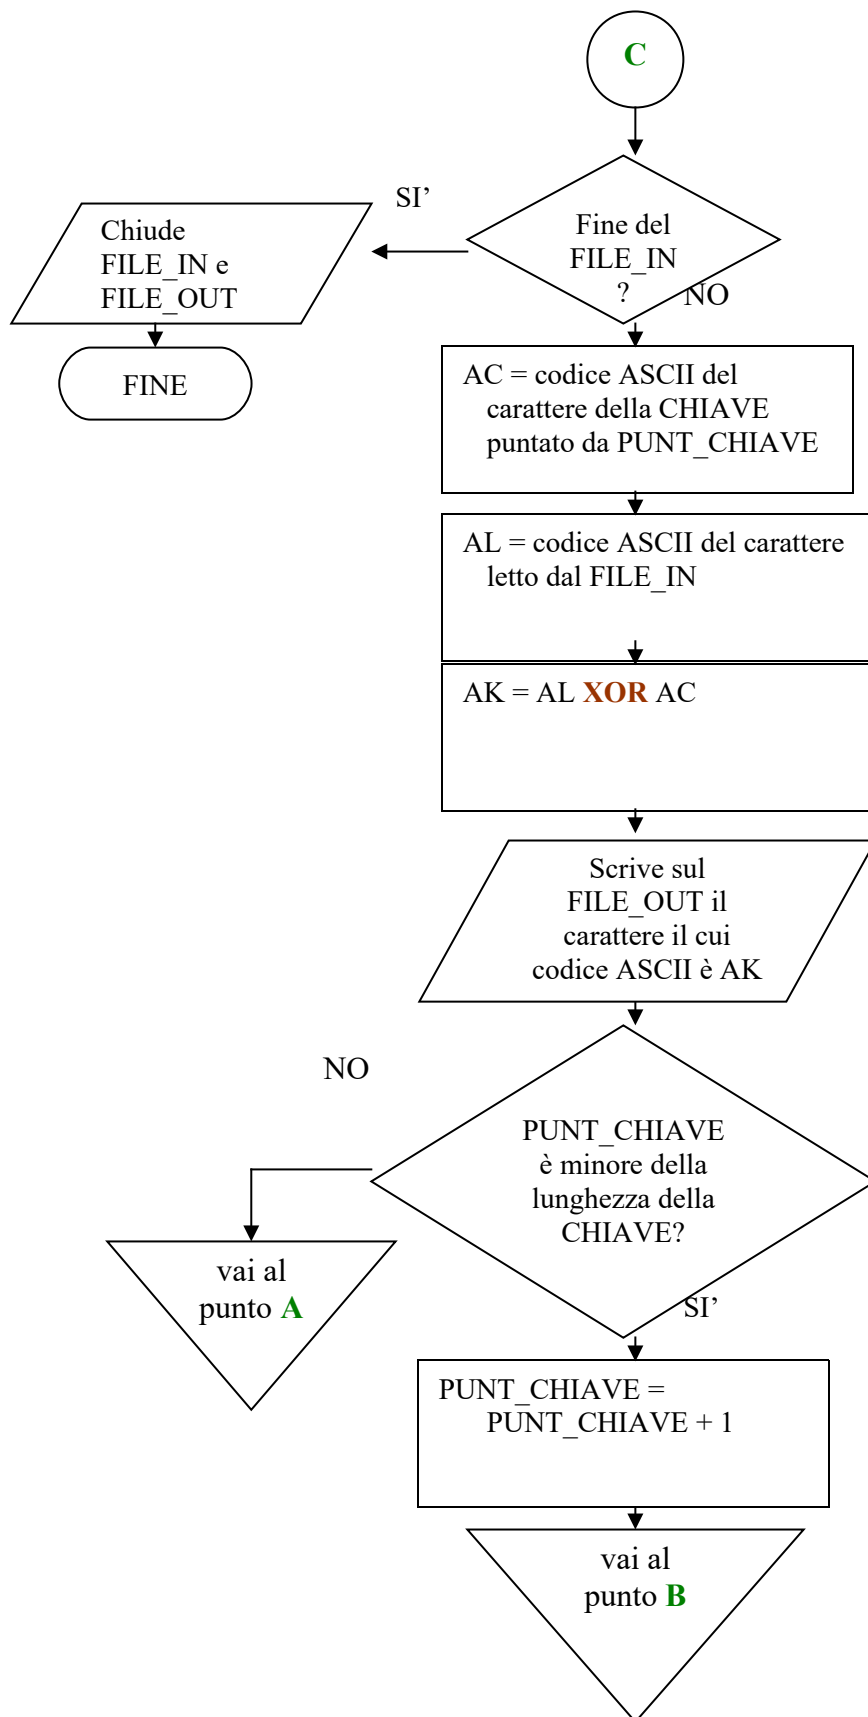 C
SI’
Fine del
FILE_IN
?
NO
Chiude
FILE_IN e
FILE_OUT
FINE
AC = codice ASCII del
carattere della CHIAVE
puntato da PUNT_CHIAVE
AL = codice ASCII del carattere
letto dal FILE_IN
AK = AL XOR AC
Scrive sul
FILE_OUT il
carattere il cui
codice ASCII è AK
NO
PUNT_CHIAVE
è minore della
lunghezza della
CHIAVE?
vai al
punto A
SI’
PUNT_CHIAVE =
PUNT_CHIAVE + 1
vai al
punto B